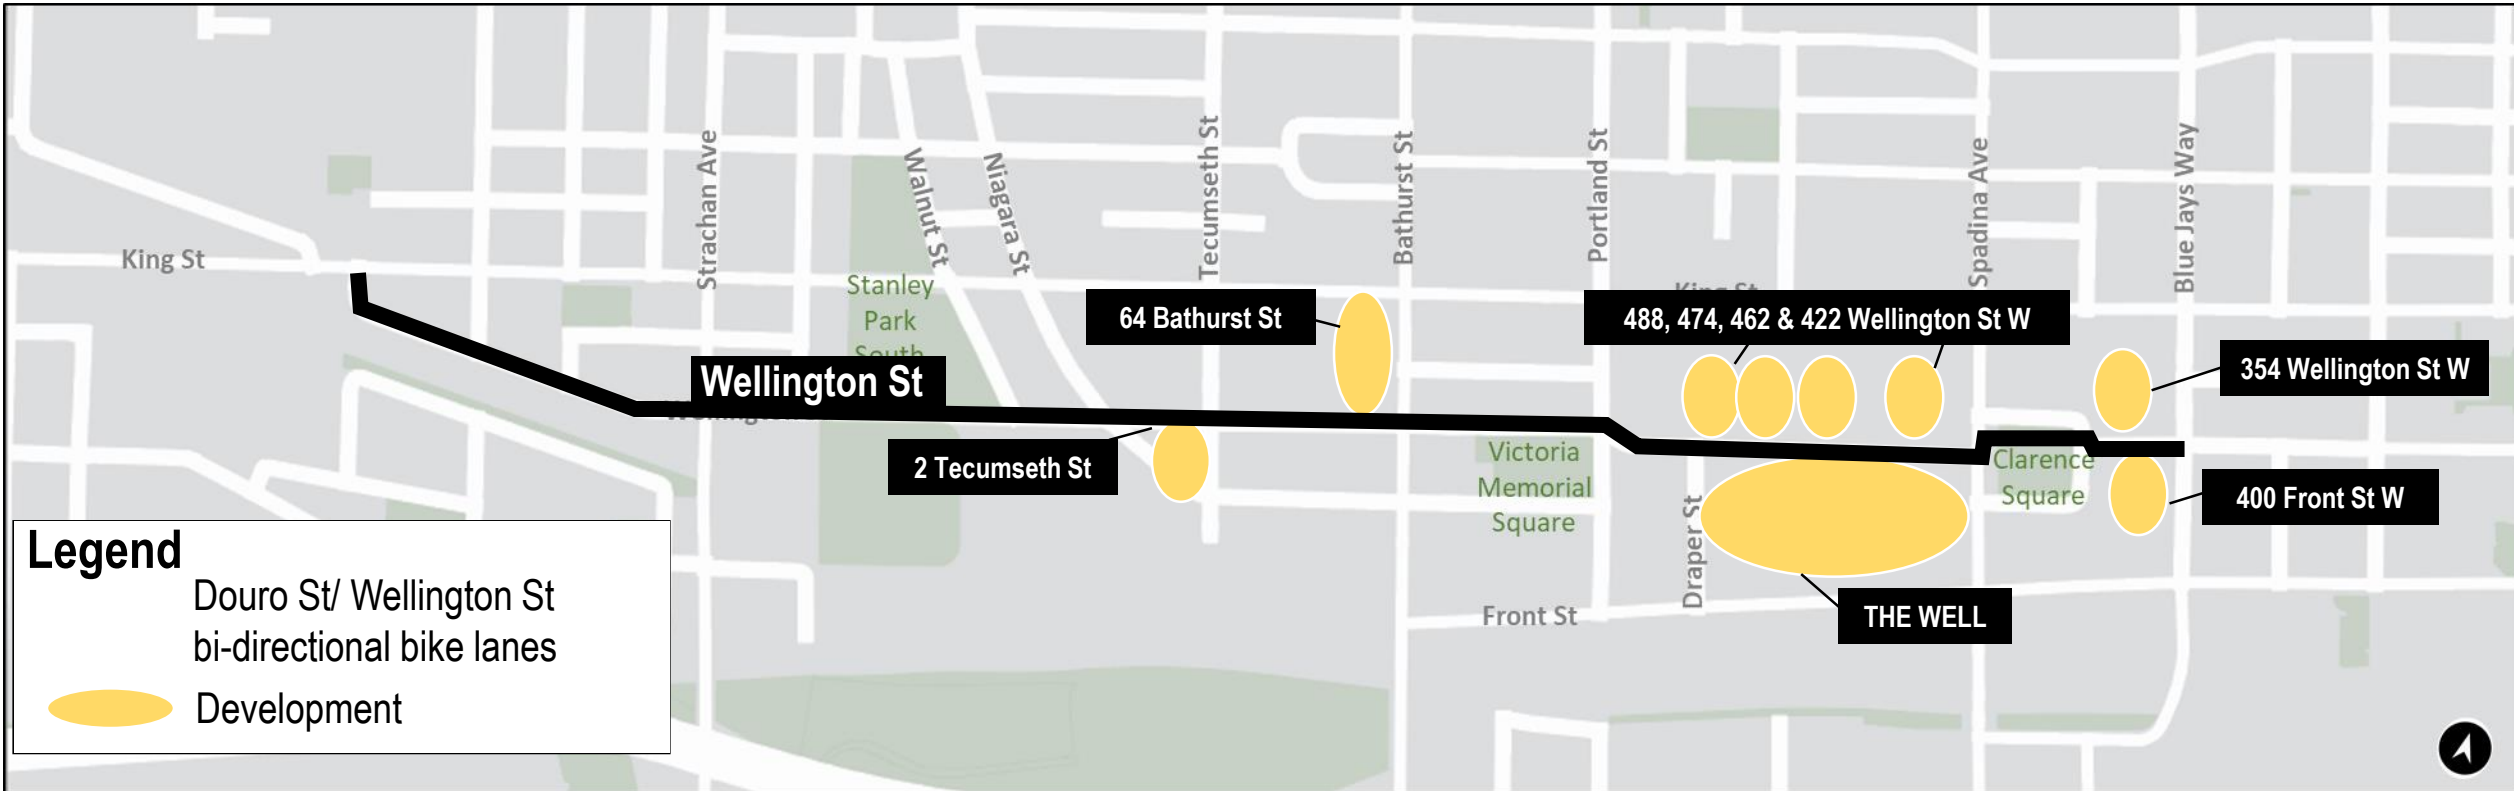 Strachan Ave
Walnut St
Niagara St
Tecumseth St
Bathurst St
Portland St
Spadina Ave
Blue Jays Way
King St
Stanley
Park
South
King St
64 Bathurst St
488, 474, 462 & 422 Wellington St W
354 Wellington St W
Wellington St
2 Tecumseth St
Victoria
Memorial
Square
Clarence
Square
400 Front St W
Draper St
Front St
THE WELL
Legend
Douro St/ Wellington St
bi-directional bike lanes
Development